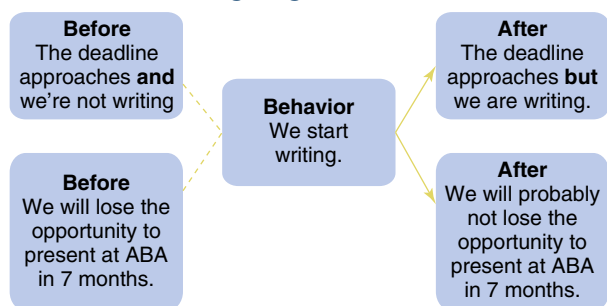 Before
The deadline
approaches and
we're not writing
Before
We will lose the
opportunity to
present at ABA
in 7 months.
Behavior
We start
writing.
After
The deadline
approaches but
we are writing.
After
We will probably
not lose the
opportunity to
present at ABA
in 7 months.